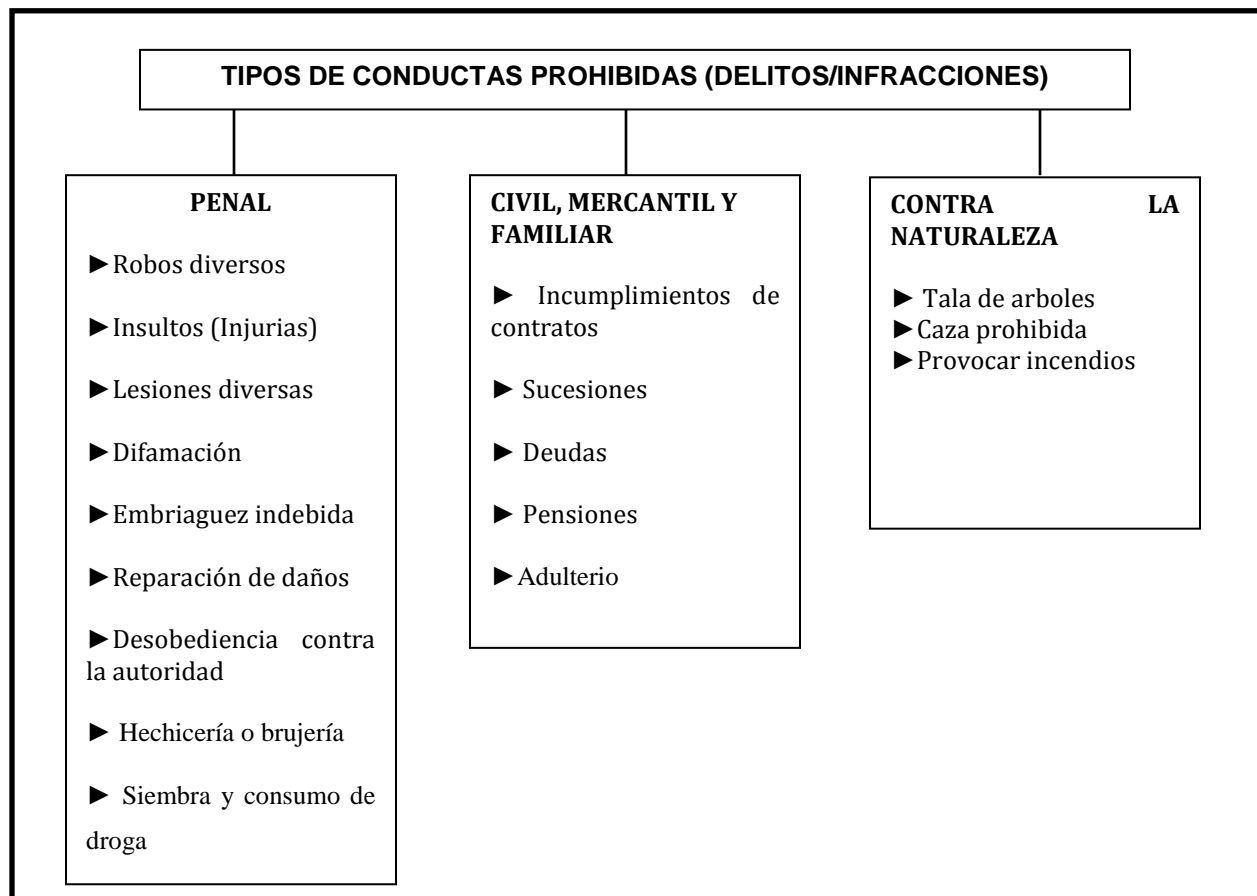 TIPOS DE CONDUCTAS PROHIBIDAS (DELITOS/INFRACCIONES)
PENAL
►Robos diversos
►Insultos (Injurias)
►Lesiones diversas
►Difamación
►Embriaguez indebida
►Reparación de daños
►Desobediencia contra
la autoridad
► Hechicería o brujería
► Siembra y consumo de
droga
CIVIL, MERCANTIL Y
FAMILIAR
► Incumplimientos de
contratos
► Sucesiones
► Deudas
► Pensiones
►Adulterio
CONTRA LA
NATURALEZA
► Tala de arboles
►Caza prohibida
►Provocar incendios